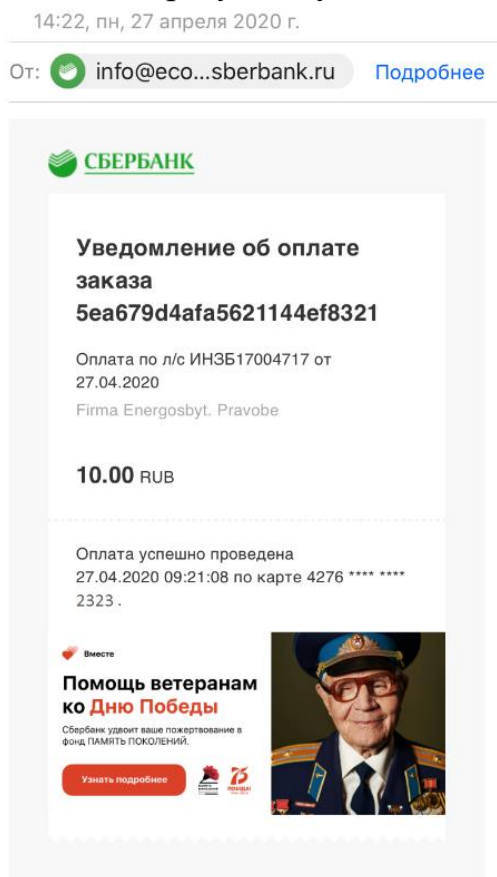 14:22, пн, 27 апреля 2020 г.
От: info@eco...sberbank.ru Подробнее
СБЕРБАНК
Уведомление об оплате
заказа
5ea679d4afa5621144ef8321
Оплата по л/с ИНЗБ17004717 от
27.04.2020
Firma Energosbyt. Pravobe
10.00 RUB
Оплата успешно проведена
27.04.2020 09:21:08 по карте 4276 **** ****
2323 .
Вместе
Помощь ветеранам
ко Дню Победы
Сбербанк удвоит ваше пожертвование в
фонд ПАМЯТЬ ПОКОЛЕНИЙ.
Узнать подробнее
75
ПОБЕДА!